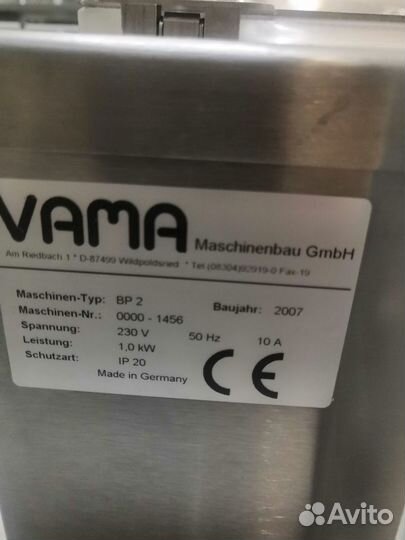 VAMA Maschinenbau GmbH
Am Riedbach 1 * D-87499 Wildpoldsried * Tel (08304)92919-0 Fax-19
Maschinen-Typ: BP 2 Baujahr: 2007
Maschinen-Nr.: 0000 - 1456
Spannung: 230 V 50 Hz 10 A
Leistung: 1,0 kW
Schutzart: IP 20
Made in Germany CE
Avito